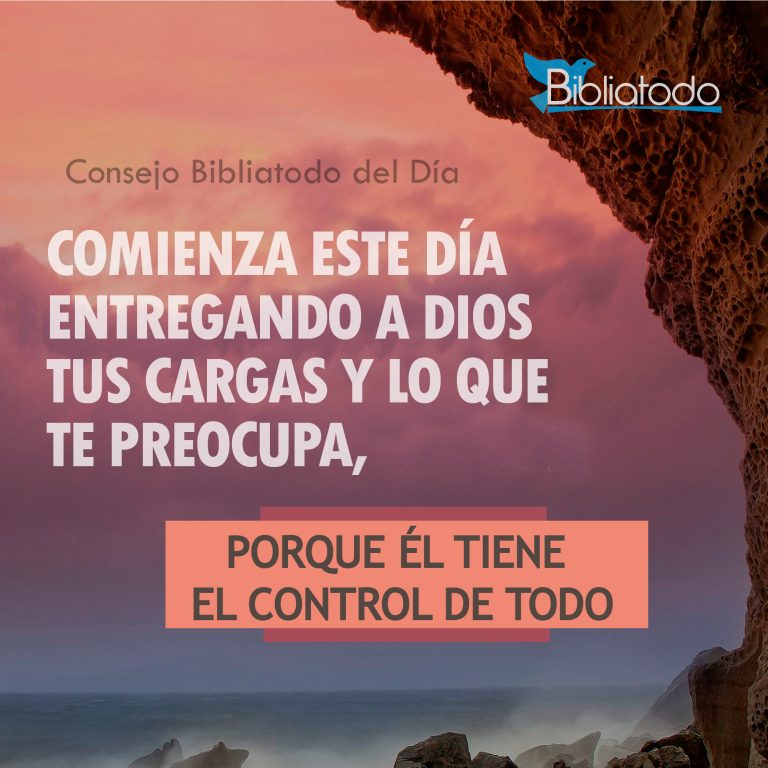 Bibliatodo
Consejo Bibliatodo del Día
COMIENZA ESTE DÍA
ENTREGANDO A DIOS
TUS CARGAS Y LO QUE
TE PREOCUPA,
PORQUE ÉL TIENE
EL CONTROL DE TODO